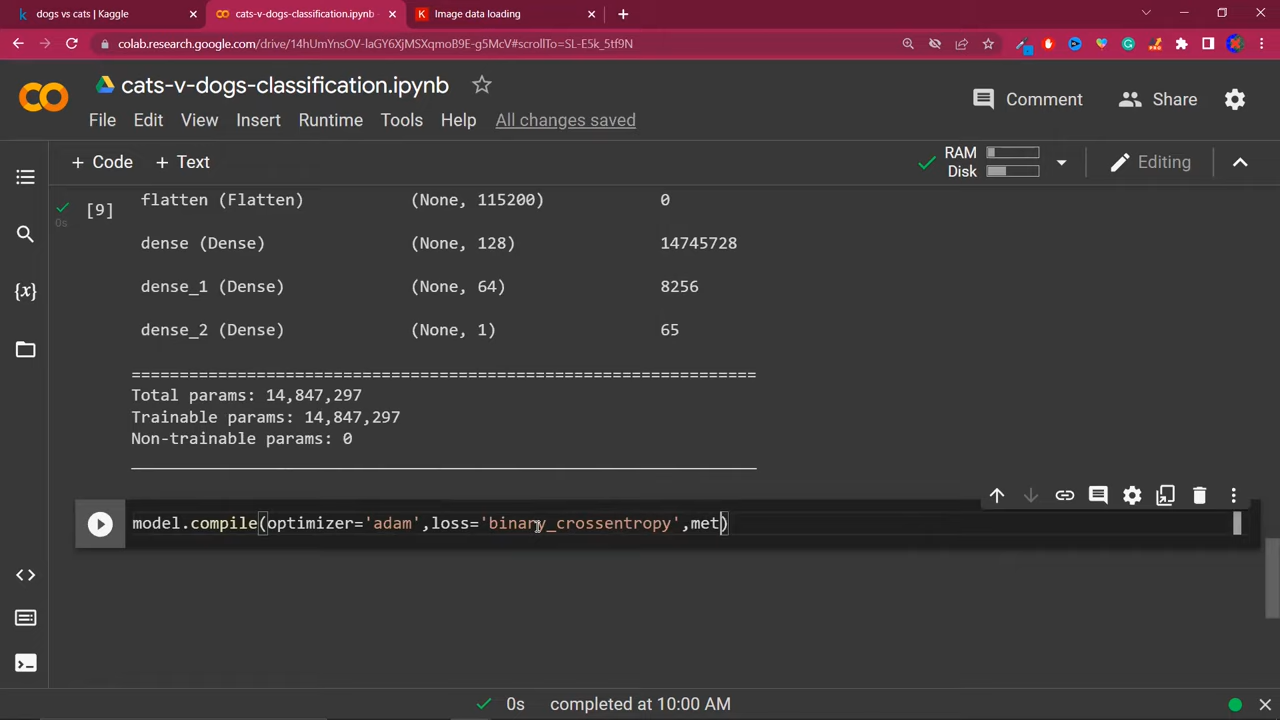 dogs vs cats | Kaggle
cats-v-dogs-classification.ipynb
Image data loading
colab.research.google.com/drive/14hUmYnsOV-laGY6XjMSXqmoB9E-g5McV#scrollTo=SL-E5k_5tf9N
cats-v-dogs-classification.ipynb
Comment
Share
File Edit View Insert Runtime Tools Help All changes saved
+ Code + Text
RAM
Disk
Editing
[9]
0s
flatten (Flatten) (None, 115200) 0
dense (Dense) (None, 128) 14745728
dense_1 (Dense) (None, 64) 8256
dense_2 (Dense) (None, 1) 65
=================================================================
Total params: 14,847,297
Trainable params: 14,847,297
Non-trainable params: 0
_________________________________________________________________
model.compile(optimizer='adam',loss='binary_crossentropy',met)
0s completed at 10:00 AM